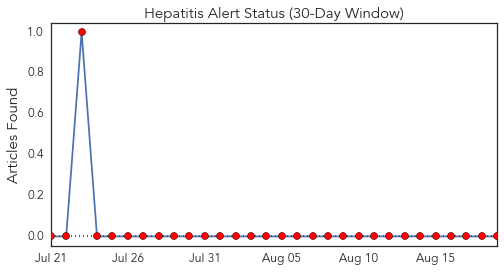 Hepatitis Alert Status (30-Day Window)
Articles Found
1.0
0.8
0.6
0.4
0.2
0.0
Jul 21 Jul 26 Jul 31 Aug 05 Aug 10 Aug 15